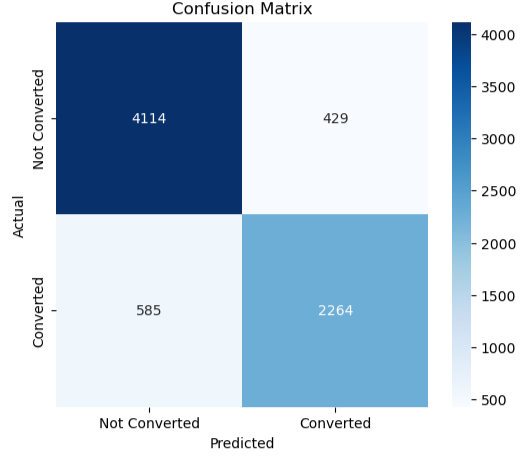 Confusion Matrix
Not Converted
4114
429
Converted
585
2264
Actual
Not Converted
Converted
Predicted
4000
3500
3000
2500
2000
1500
1000
500